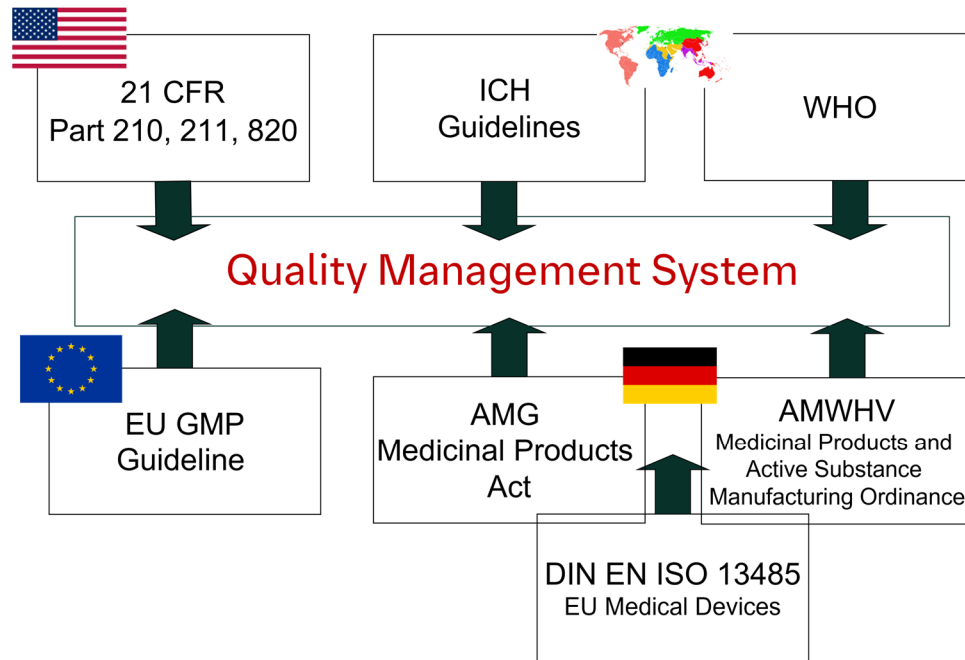 21 CFR
Part 210, 211, 820
ICH
Guidelines
WHO
Quality Management System
EU GMP
Guideline
AMG
Medicinal Products
Act
AMWHV
Medicinal Products and
Active Substance
Manufacturing Ordinance
DIN EN ISO 13485
EU Medical Devices